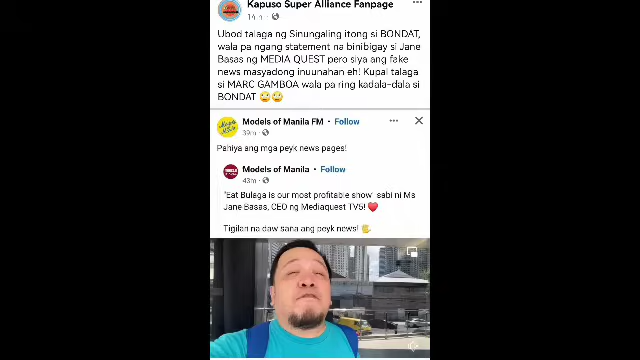 Kapuso Super Alliance Fanpage
14m
Ubod talaga ng Sinungaling itong si BONDAT,
wala pa ngang statement na binibigay si Jane
Basas ng MEDIA QUEST pero siya ang fake
news masyadong inuunahan eh! Kupal talaga
si MARC GAMBOA wala pa ring kadala-dala si
BONDAT 🙄🙄
Models of Manila FM • Follow
39m
Pahiya ang mga peyk news pages!
Models of Manila • Follow
43m
"Eat Bulaga is our most profitable show" sabi ni Ms
Jane Basas, CEO ng Mediaquest TV5! ❤️
Tigilan na daw sana ang peyk news!